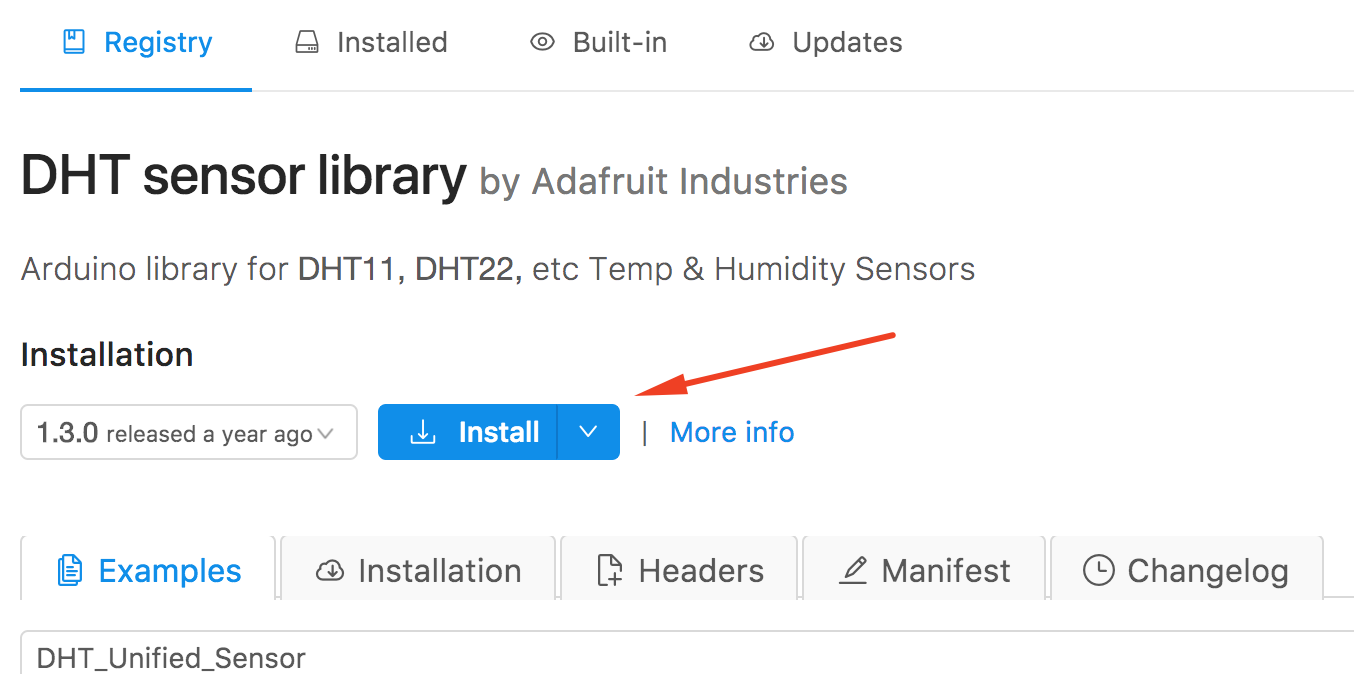 Registry Installed Built-in Updates
DHT sensor library by Adafruit Industries
Arduino library for DHT11, DHT22, etc Temp & Humidity Sensors
Installation
1.3.0 released a year ago Install | More info
Examples Installation Headers Manifest Changelog
DHT_Unified_Sensor